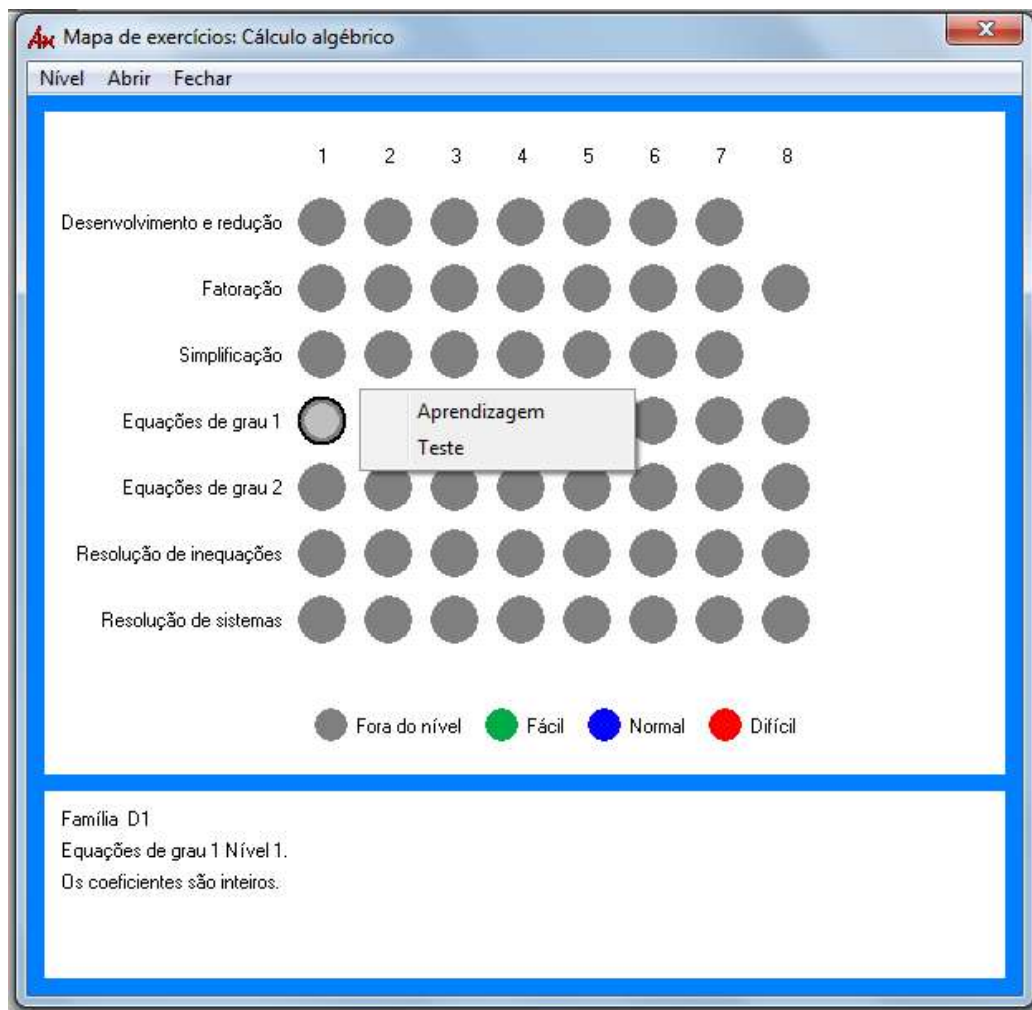 Mapa de exercícios: Cálculo algébrico
Nível Abrir Fechar
1 2 3 4 5 6 7 8
Desenvolvimento e redução
Fatoração
Simplificação
Equações de grau 1
Aprendizagem
Teste
Equações de grau 2
Resolução de inequações
Resolução de sistemas
Fora do nível Fácil Normal Difícil
Família D1
Equações de grau 1 Nível 1.
Os coeficientes são inteiros.